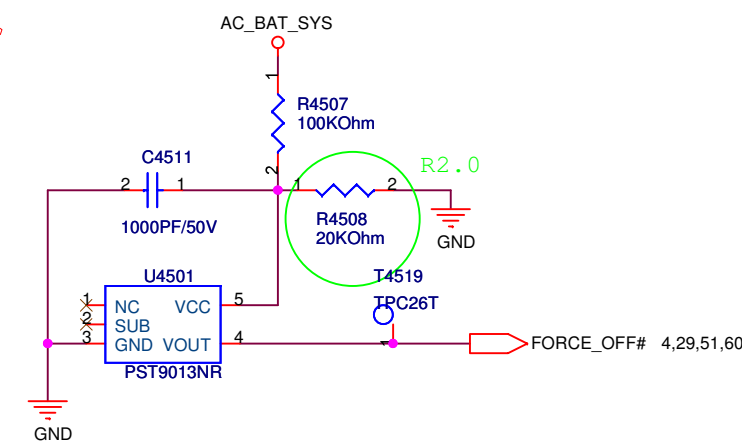 AC_BAT_SYS
1
R4507
100KOhm
2
C4511
2 1
1000PF/50V
R2.0
1 2
R4508
20KOhm
GND
U4501
T4519
TPC26T
1 NC VCC 5
2 SUB
3 GND VOUT 4
1
PST9013NR
FORCE_OFF# 4,29,51,60
GND